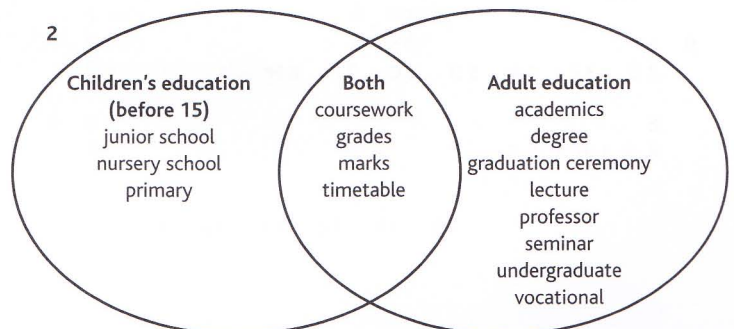 2
Children's education
(before 15)
junior school
nursery school
primary
Both
coursework
grades
marks
timetable
Adult education
academics
degree
graduation ceremony
lecture
professor
seminar
undergraduate
vocational